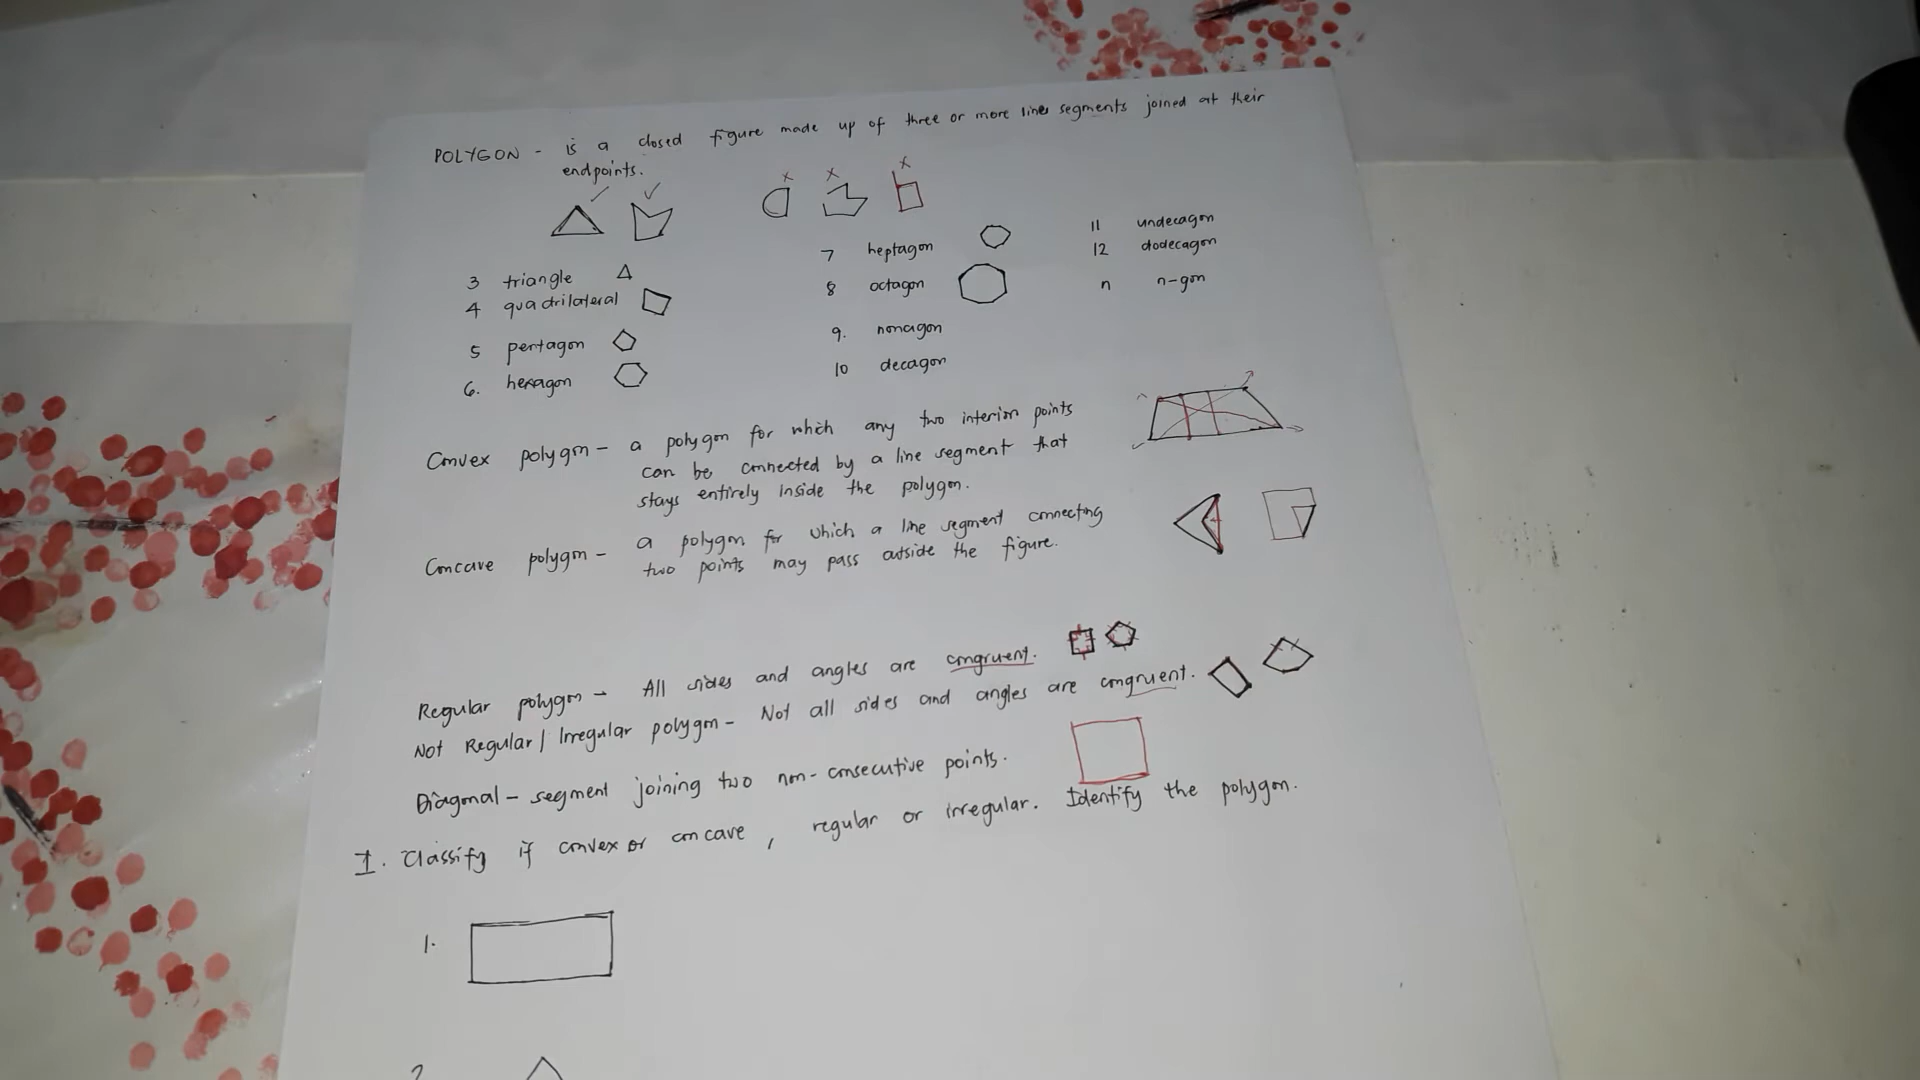 POLYGON - is a closed figure made up of three or more line segments joined at their
endpoints.
3 triangle
4 quadrilateral
5 pentagon
6. hexagon
7 heptagon
8 octagon
9. nonagon
10 decagon
11 undecagon
12 dodecagon
n n-gon
Convex polygon - a polygon for which any two interior points
can be connected by a line segment that
stays entirely inside the polygon.
Concave polygon - a polygon for which a line segment connecting
two points may pass outside the figure.
Regular polygon - All sides and angles are congruent.
Not Regular / Irregular polygon - Not all sides and angles are congruent.
Diagonal - segment joining two non-consecutive points.
I. Classify if convex or concave, regular or irregular. Identify the polygon.
1.
2